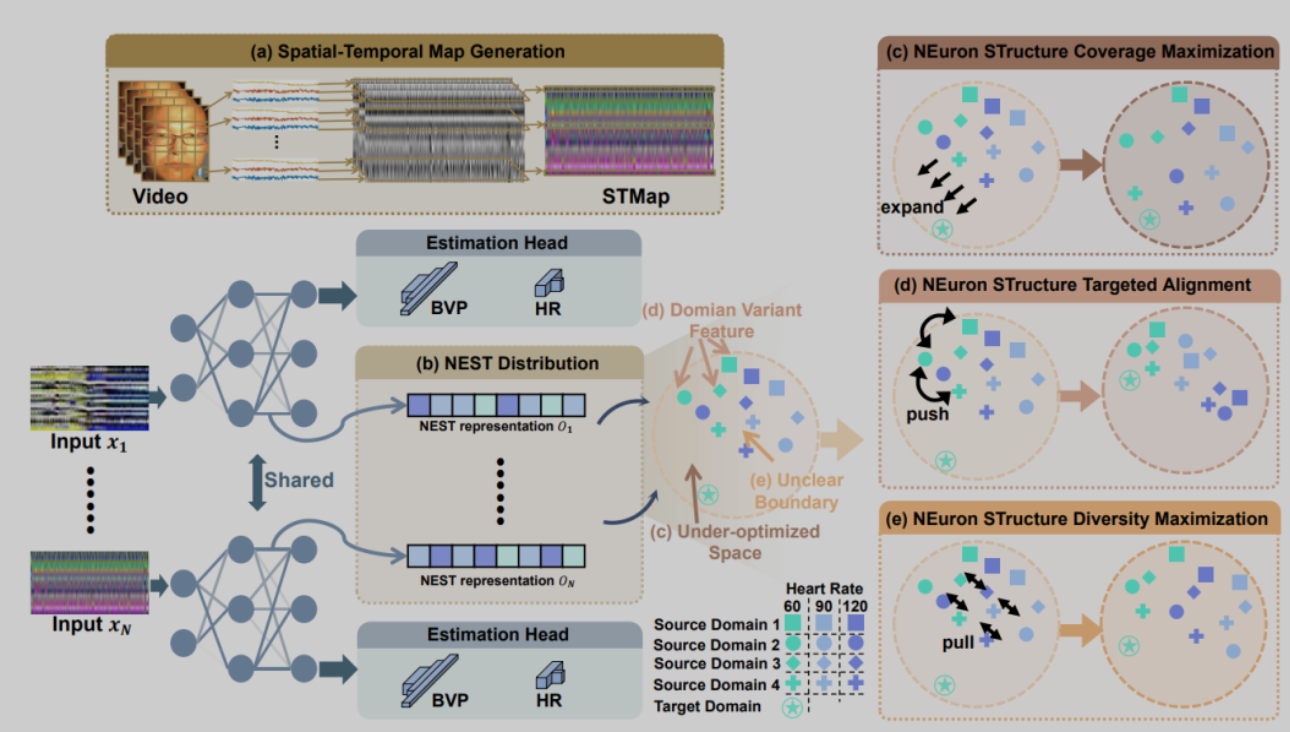 (a) Spatial-Temporal Map Generation
Video
STMap
Estimation Head
BVP
HR
Input x₁
Shared
Input x_N
(b) NEST Distribution
NEST representation O₁
NEST representation O_N
Estimation Head
BVP
HR
(d) Domian Variant
Feature
(e) Unclear
Boundary
(c) Under-optimized
Space
Heart Rate
60 90 120
Source Domain 1
Source Domain 2
Source Domain 3
Source Domain 4
Target Domain
(c) NEuron STructure Coverage Maximization
expand
(d) NEuron STructure Targeted Alignment
push
(e) NEuron STructure Diversity Maximization
pull